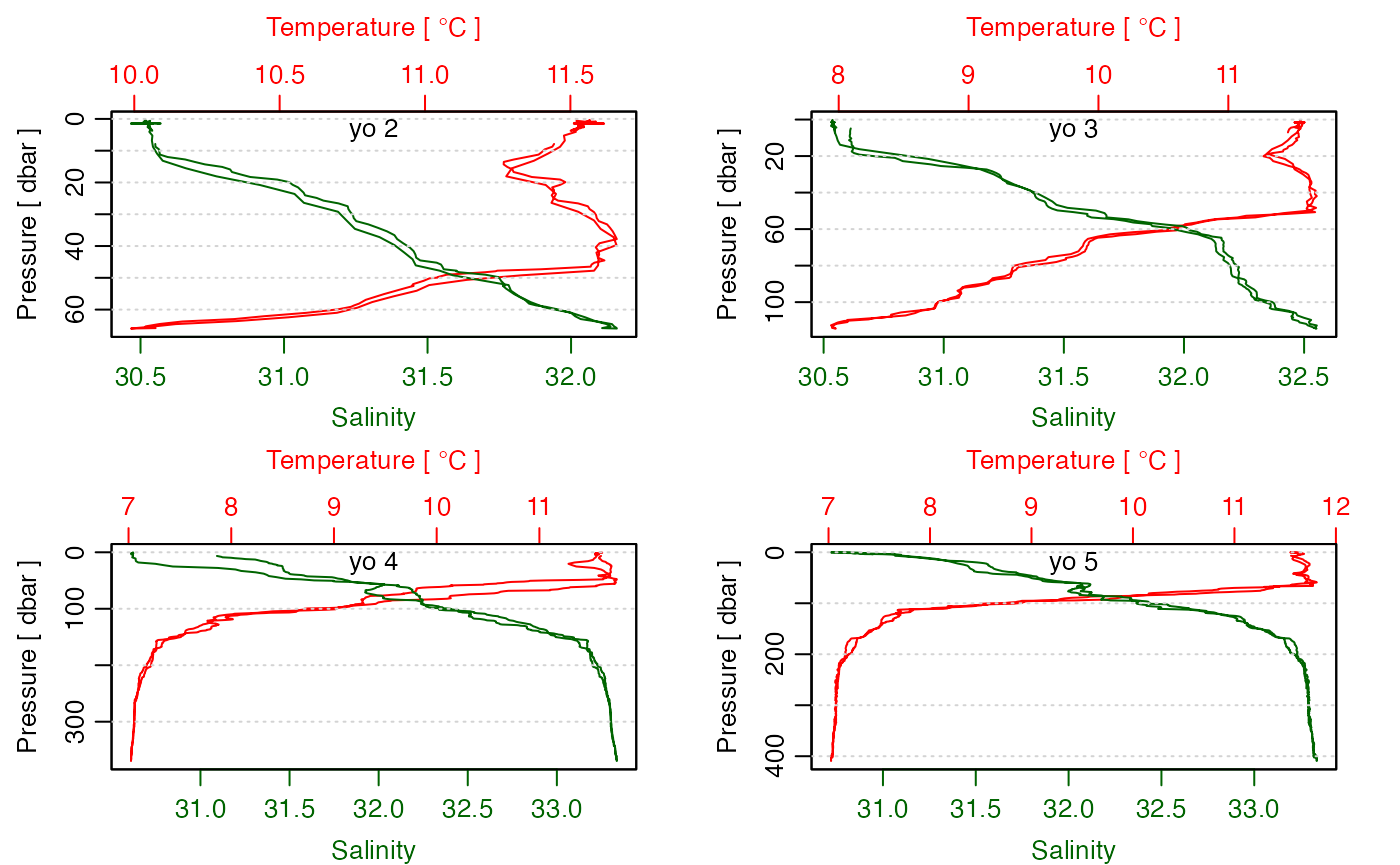 Temperature [ °C ]
10.0 10.5 11.0 11.5
yo 2
Pressure [ dbar ]
0 20 40 60
30.5 31.0 31.5 32.0
Salinity
Temperature [ °C ]
8 9 10 11
yo 3
Pressure [ dbar ]
20 60 100
30.5 31.0 31.5 32.0 32.5
Salinity
Temperature [ °C ]
7 8 9 10 11
yo 4
Pressure [ dbar ]
0 100 300
31.0 31.5 32.0 32.5 33.0
Salinity
Temperature [ °C ]
7 8 9 10 11 12
yo 5
Pressure [ dbar ]
0 200 400
31.0 31.5 32.0 32.5 33.0
Salinity